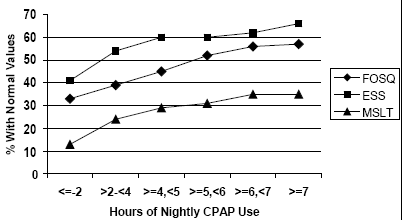 70
60
50
40
30
20
10
0
% With Normal Values
<=-2 >2-<4 >=4,<5 >=5,<6 >=6,<7 >=7
Hours of Nightly CPAP Use
FOSQ
ESS
MSLT